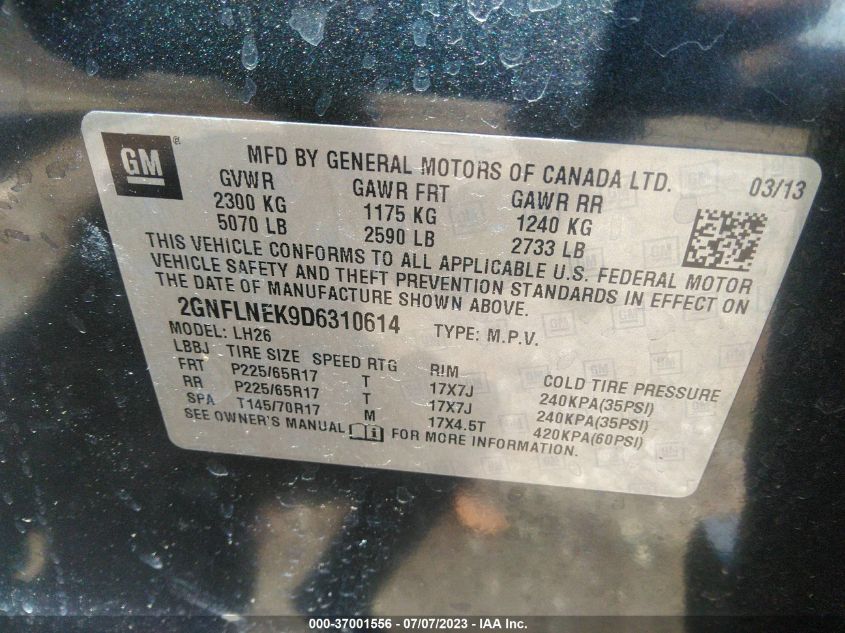 GM
MFD BY GENERAL MOTORS OF CANADA LTD. 03/13
GVWR GAWR FRT GAWR RR
2300 KG 1175 KG 1240 KG
5070 LB 2590 LB 2733 LB
THIS VEHICLE CONFORMS TO ALL APPLICABLE U.S. FEDERAL MOTOR
VEHICLE SAFETY AND THEFT PREVENTION STANDARDS IN EFFECT ON
THE DATE OF MANUFACTURE SHOWN ABOVE.
2GNFLNEK9D6310614 TYPE: M.P.V.
MODEL: LH26
LBBJ TIRE SIZE SPEED RTG RIM COLD TIRE PRESSURE
FRT P225/65R17 T 17X7J 240KPA(35PSI)
RR P225/65R17 T 17X7J 240KPA(35PSI)
SPA T145/70R17 M 17X4.5T 420KPA(60PSI)
SEE OWNER'S MANUAL FOR MORE INFORMATION.
000-37001556 - 07/07/2023 - IAA Inc.